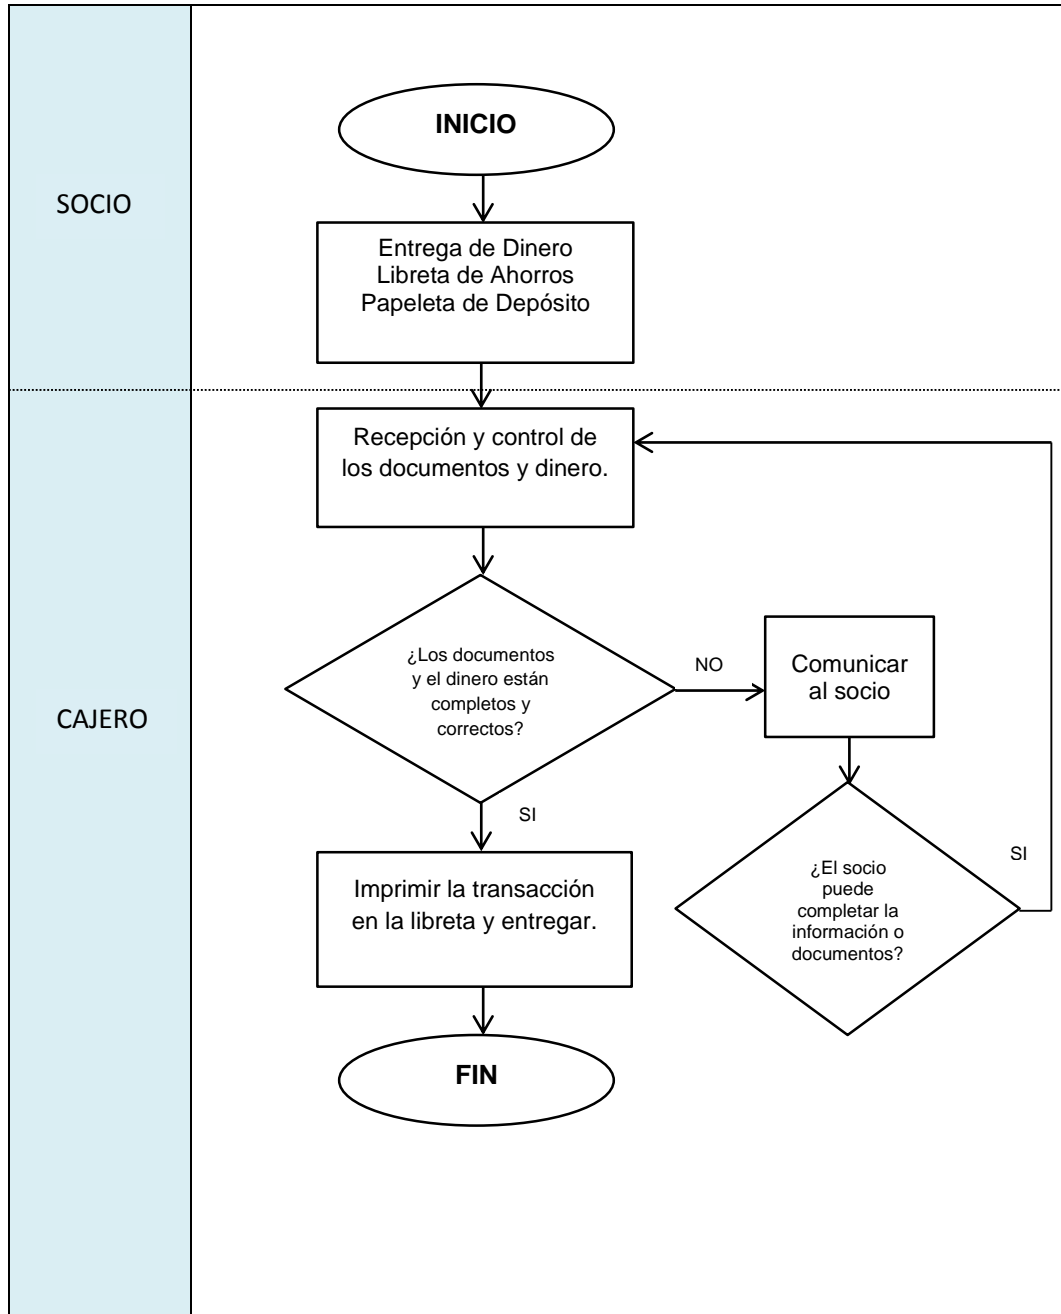 SOCIO
INICIO
Entrega de Dinero
Libreta de Ahorros
Papeleta de Depósito
CAJERO
Recepción y control de
los documentos y dinero.
¿Los documentos
y el dinero están
completos y
correctos?
NO
Comunicar
al socio
SI
¿El socio
puede
completar la
información o
documentos?
SI
Imprimir la transacción
en la libreta y entregar.
FIN